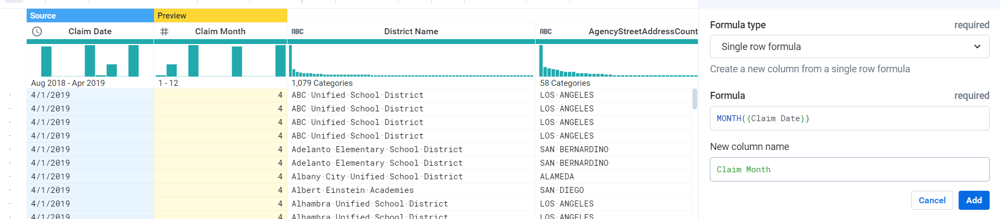 Source
Preview
Claim Date
# Claim Month
ABC District Name
ABC AgencyStreetAddressCount
Aug 2018 - Apr 2019
1 - 12
1,079 Categories
58 Categories
4/1/2019 4 ABC·Unified·School·District LOS·ANGELES
4/1/2019 4 ABC·Unified·School·District LOS·ANGELES
4/1/2019 4 ABC·Unified·School·District LOS·ANGELES
4/1/2019 4 ABC·Unified·School·District LOS·ANGELES
4/1/2019 4 Adelanto·Elementary·School·District SAN·BERNARDINO
4/1/2019 4 Adelanto·Elementary·School·District SAN·BERNARDINO
4/1/2019 4 Albany·City·Unified·School·District ALAMEDA
4/1/2019 4 Albert·Einstein·Academies SAN·DIEGO
4/1/2019 4 Alhambra·Unified·School·District LOS·ANGELES
4/1/2019 4 Alhambra·Unified·School·District LOS·ANGELES
Formula type required
Single row formula
Create a new column from a single row formula
Formula required
MONTH({Claim Date})
New column name
Claim Month
Cancel
Add